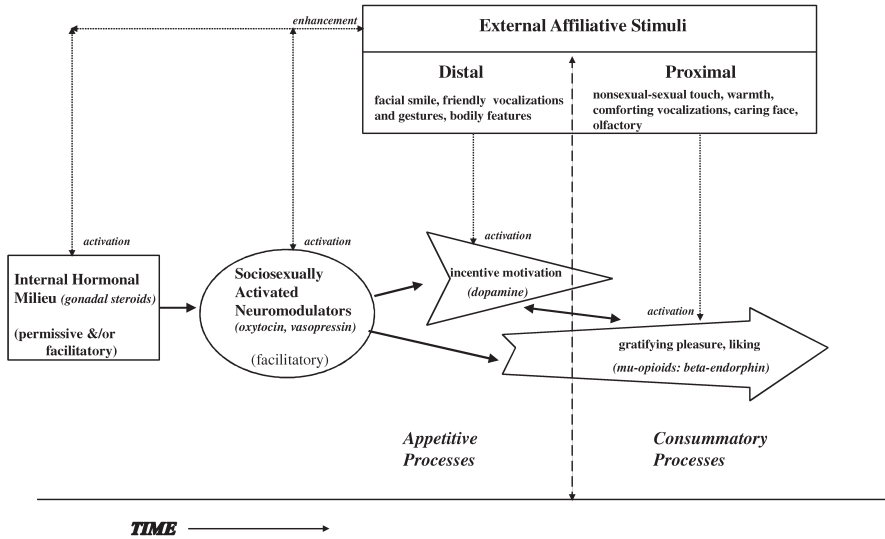 enhancement
External Affiliative Stimuli
Distal
facial smile, friendly vocalizations
and gestures, bodily features
Proximal
nonsexual-sexual touch, warmth,
comforting vocalizations, caring face,
olfactory
activation
Internal Hormonal
Milieu (gonadal steroids)
(permissive &/or
facilitatory)
activation
Sociosexually
Activated
Neuromodulators
(oxytocin, vasopressin)
(facilitatory)
activation
incentive motivation
(dopamine)
activation
gratifying pleasure, liking
(mu-opioids: beta-endorphin)
Appetitive
Processes
Consummatory
Processes
TIME